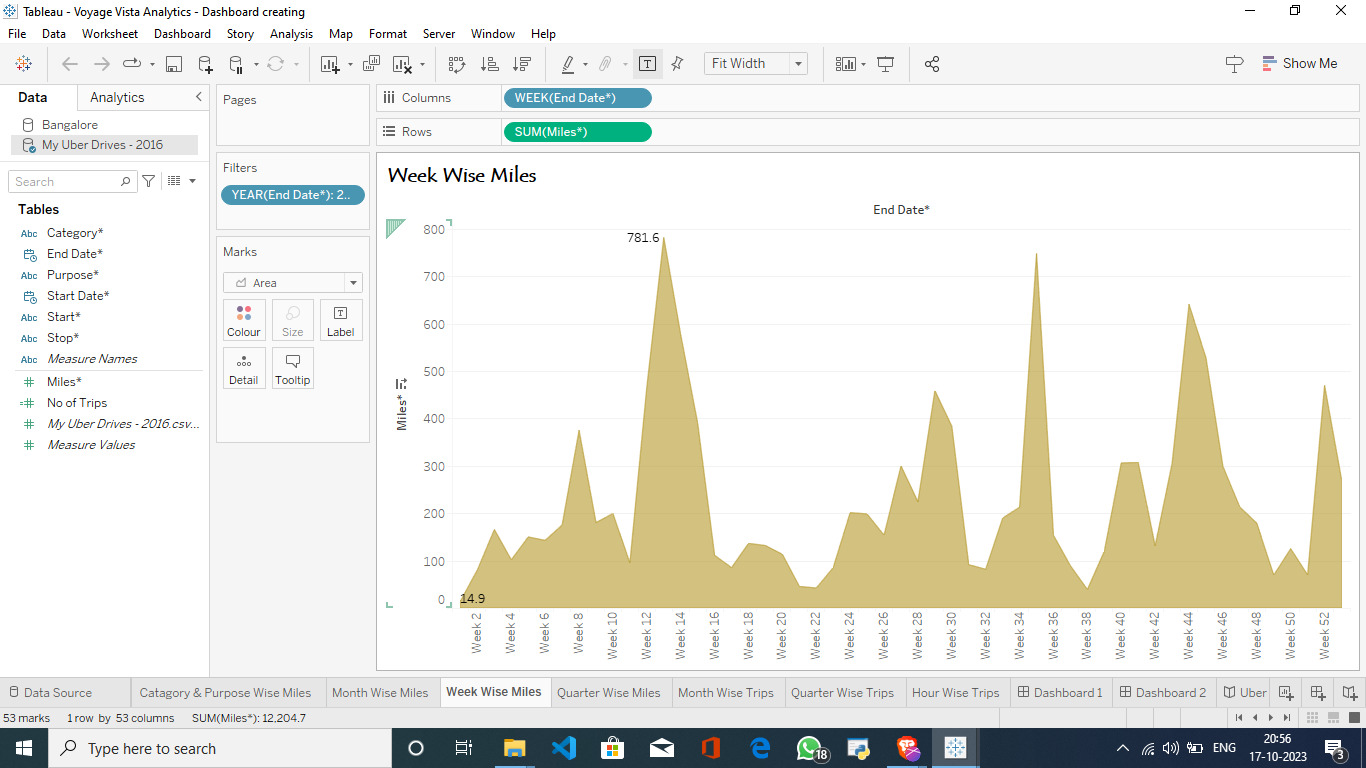 Tableau - Voyage Vista Analytics - Dashboard creating
File Data Worksheet Dashboard Story Analysis Map Format Server Window Help
Fit Width
Show Me
Data Analytics
Bangalore
My Uber Drives - 2016
Search
Tables
Category*
End Date*
Purpose*
Start Date*
Start*
Stop*
Measure Names
Miles*
No of Trips
My Uber Drives - 2016.csv...
Measure Values
Pages
Filters
YEAR(End Date*): 2..
Marks
Area
Colour Size Label
Detail Tooltip
Columns WEEK(End Date*)
Rows SUM(Miles*)
Week Wise Miles
End Date*
Miles*
800
700
600
500
400
300
200
100
0
781.6
14.9
Week 2
Week 4
Week 6
Week 8
Week 10
Week 12
Week 14
Week 16
Week 18
Week 20
Week 22
Week 24
Week 26
Week 28
Week 30
Week 32
Week 34
Week 36
Week 38
Week 40
Week 42
Week 44
Week 46
Week 48
Week 50
Week 52
Data Source Catagory & Purpose Wise Miles Month Wise Miles Week Wise Miles Quarter Wise Miles Month Wise Trips Quarter Wise Trips Hour Wise Trips Dashboard 1 Dashboard 2 Uber
53 marks 1 row by 53 columns SUM(Miles*): 12,204.7
Type here to search
18
ENG
20:56
17-10-2023
3